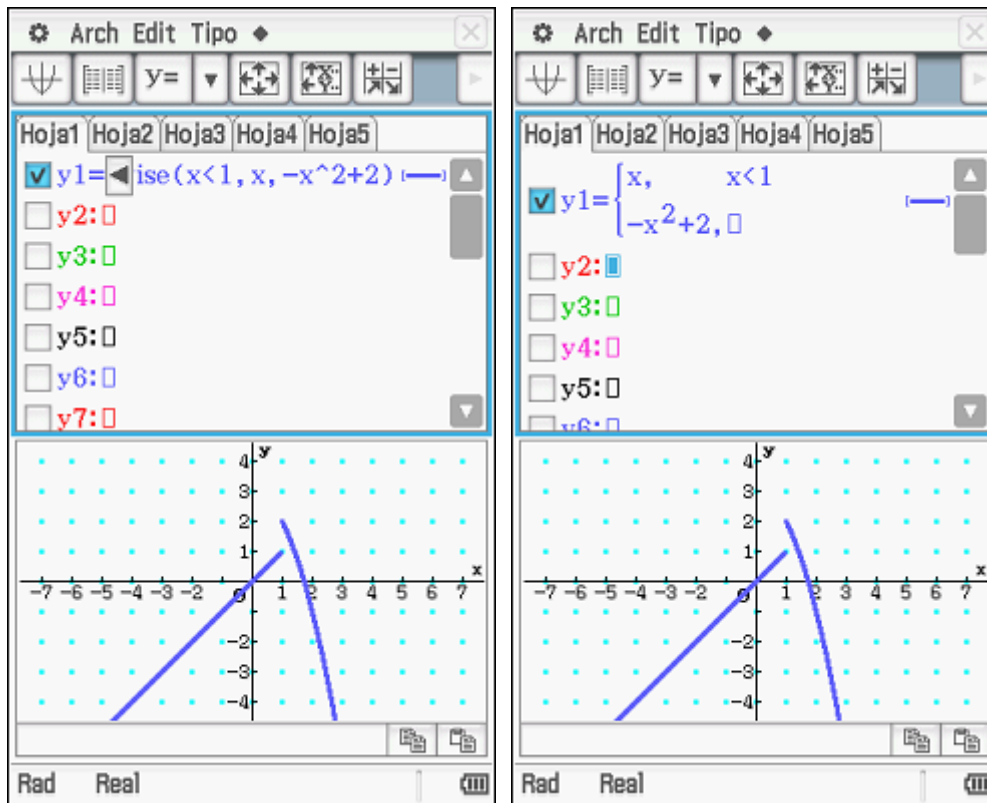 Arch Edit Tipo
y=
Hoja1 Hoja2 Hoja3 Hoja4 Hoja5
y1=◀ise(x<1,x,-x^2+2)
y2:▯
y3:▯
y4:▯
y5:▯
y6:▯
y7:▯
y
4
3
2
1
x
-7 -6 -5 -4 -3 -2 0 1 2 3 4 5 6 7
-2
-3
-4
Rad Real
Arch Edit Tipo
y=
Hoja1 Hoja2 Hoja3 Hoja4 Hoja5
y1={x, x<1
-x²+2,▯
y2:▯
y3:▯
y4:▯
y5:▯
y6:▯
y
4
3
2
1
x
-7 -6 -5 -4 -3 -2 0 1 2 3 4 5 6 7
-2
-3
-4
Rad Real